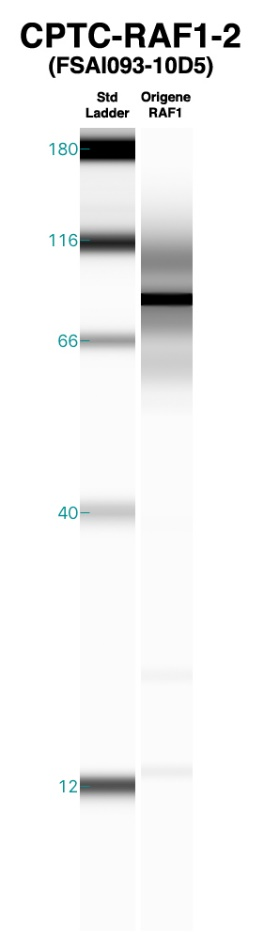 CPTC-RAF1-2
(FSAI093-10D5)
Std Ladder
Origene RAF1
180
116
66
40
12